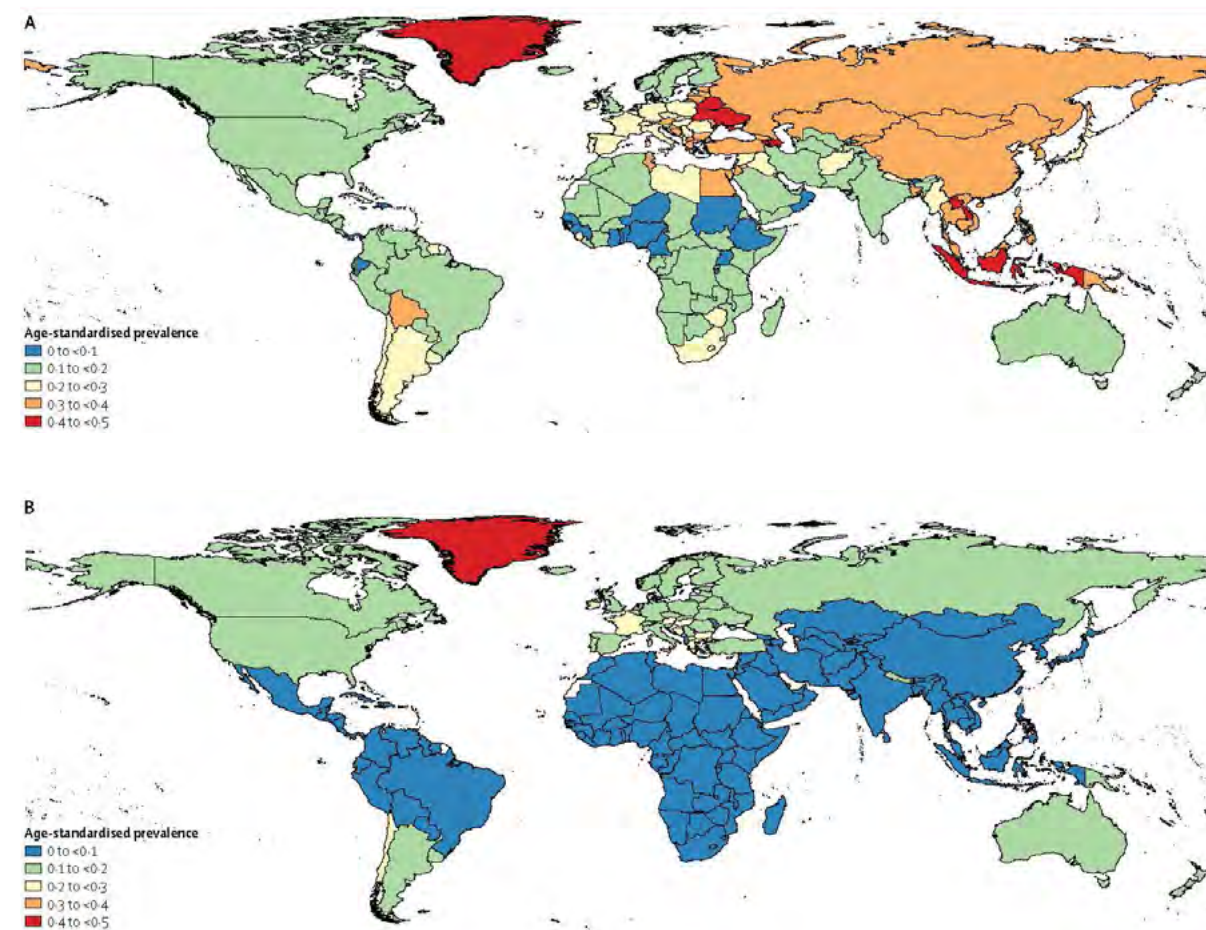 A
Age-standardised prevalence
0 to <0·1
0·1 to <0·2
0·2 to <0·3
0·3 to <0·4
0·4 to <0·5
B
Age-standardised prevalence
0 to <0·1
0·1 to <0·2
0·2 to <0·3
0·3 to <0·4
0·4 to <0·5